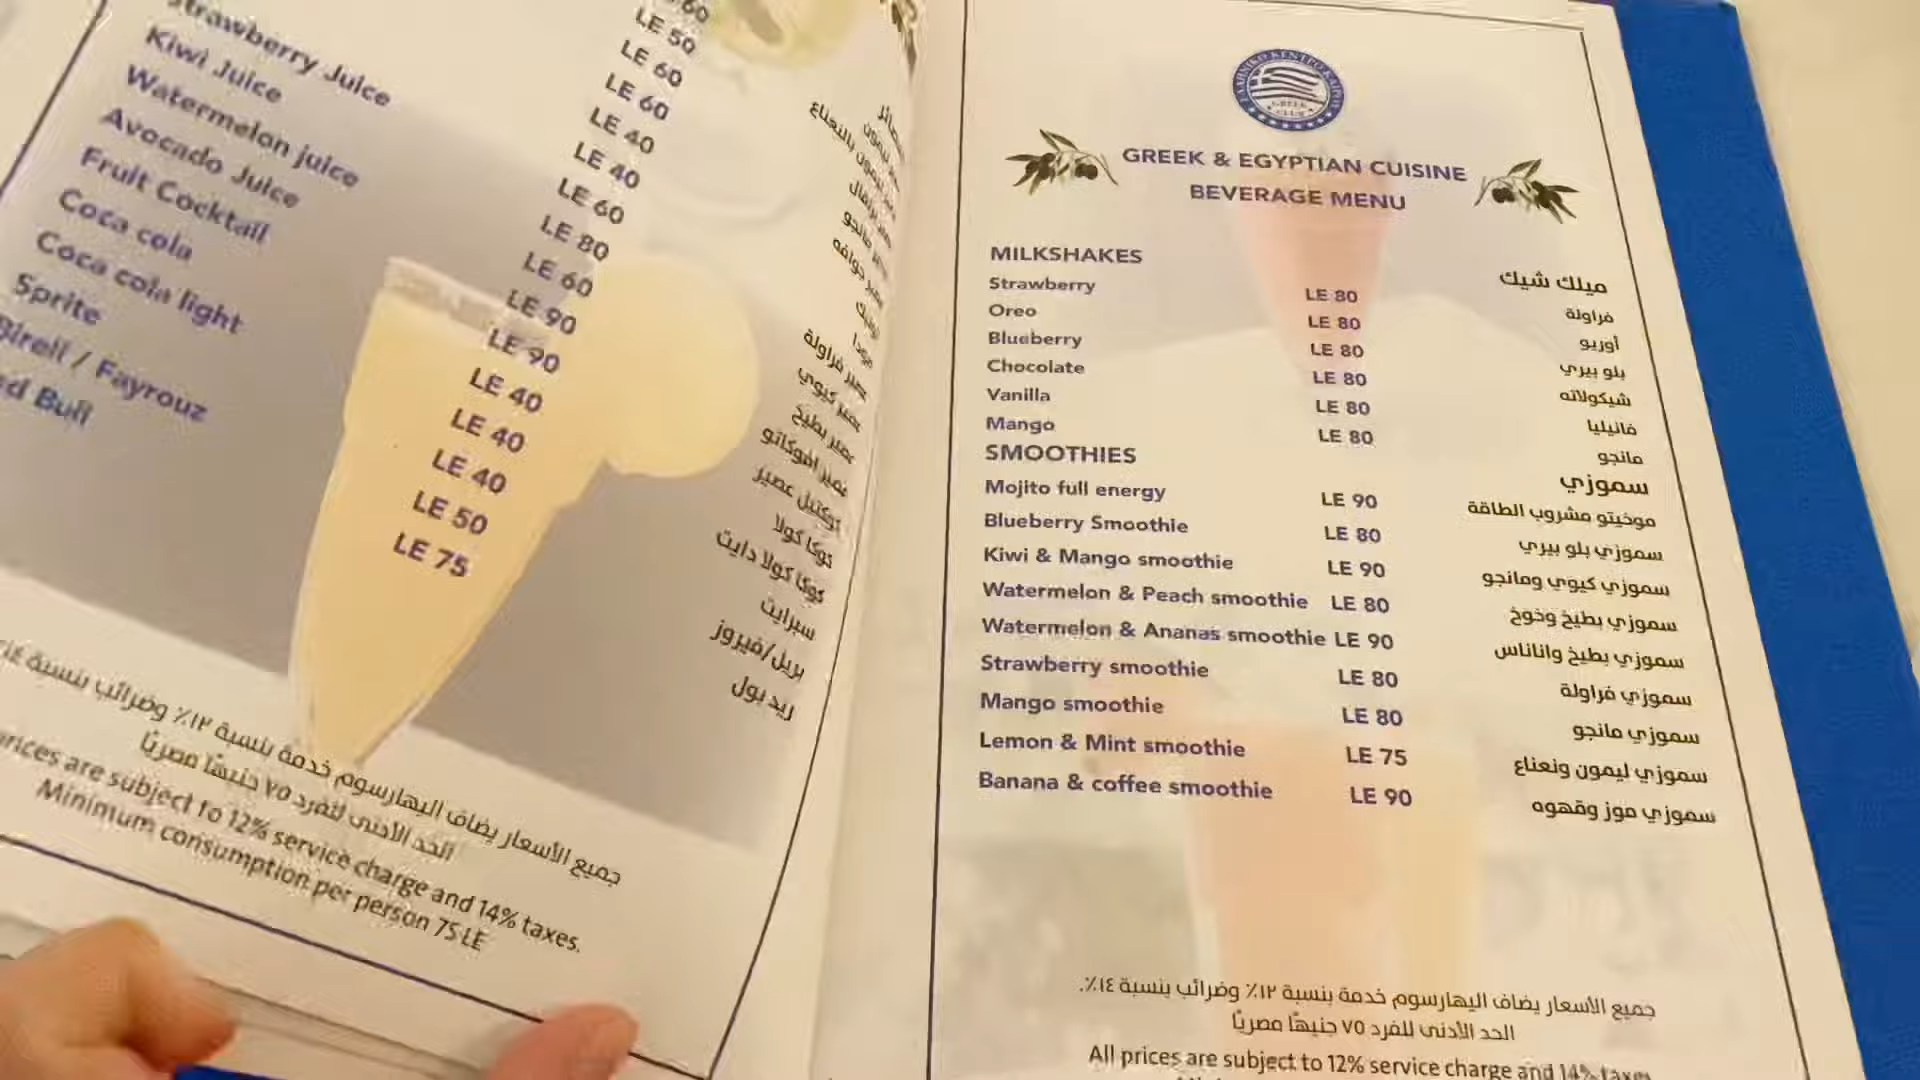 Strawberry Juice
Kiwi Juice
Watermelon juice
Avocado Juice
Fruit Cocktail
Coca cola
Coca cola light
Sprite
Birell / Fayrouz
Bull
LE 50
LE 60
LE 60
LE 40
LE 40
LE 60
LE 80
LE 60
LE 90
LE 90
LE 40
LE 40
LE 40
LE 50
LE 75
عصير فراولة
عصير كيوي
عصير بطيخ
عصير افوكاتو
كوكتيل عصير
كوكا كولا
كوكا كولا دايت
سبرايت
بريل/فيروز
ريد بول
جميع الأسعار يضاف اليهارسوم خدمة بنسبة ١٢٪ وضرائب بنسبة
الحد الأدنى للفرد ٧٥ جنيهًا مصريًا
prices are subject to 12% service charge and 14% taxes.
Minimum consumption per person 75 LE
GREEK CLUB
GREEK & EGYPTIAN CUISINE
BEVERAGE MENU
MILKSHAKES ميلك شيك
Strawberry LE 80 فراولة
Oreo LE 80 أوريو
Blueberry LE 80 بلو بيري
Chocolate LE 80 شيكولاته
Vanilla LE 80 فانيليا
Mango LE 80 مانجو
SMOOTHIES سموزي
Mojito full energy LE 90 موخيتو مشروب الطاقة
Blueberry Smoothie LE 80 سموزي بلو بيري
Kiwi & Mango smoothie LE 90 سموزي كيوي ومانجو
Watermelon & Peach smoothie LE 80 سموزي بطيخ وخوخ
Watermelon & Ananas smoothie LE 90 سموزي بطيخ واناناس
Strawberry smoothie LE 80 سموزي فراولة
Mango smoothie LE 80 سموزي مانجو
Lemon & Mint smoothie LE 75 سموزي ليمون ونعناع
Banana & coffee smoothie LE 90 سموزي موز وقهوه
جميع الأسعار يضاف اليهارسوم خدمة بنسبة ١٢٪ وضرائب بنسبة ١٤٪.
الحد الأدنى للفرد ٧٥ جنيهًا مصريًا
All prices are subject to 12% service charge and 14% taxes